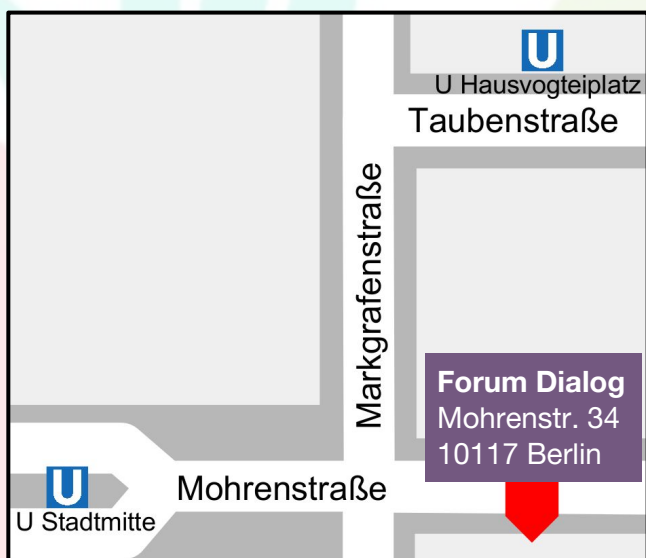 U
U Hausvogteiplatz
Taubenstraße
Markgrafenstraße
Forum Dialog
Mohrenstr. 34
10117 Berlin
Mohrenstraße
U
U Stadtmitte